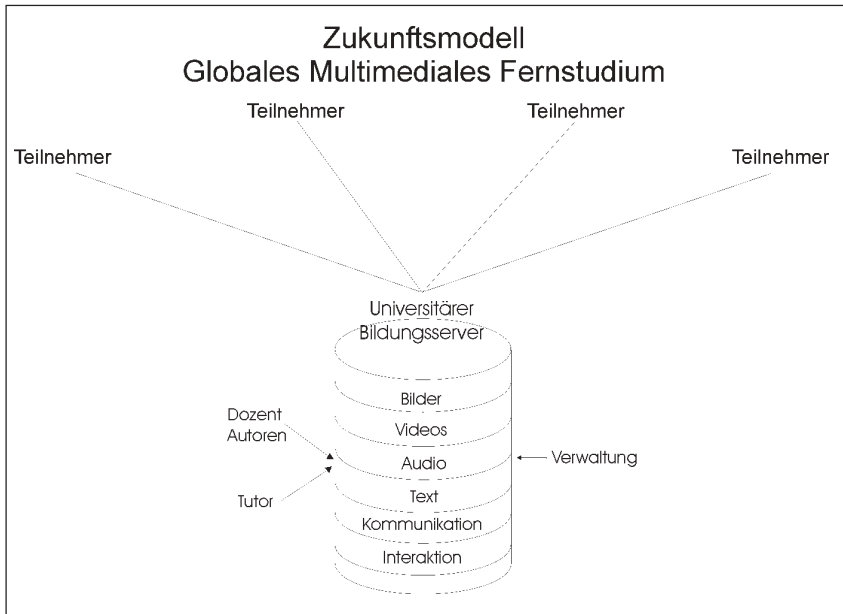 Zukunftsmodell
Globales Multimediales Fernstudium
Teilnehmer
Teilnehmer
Teilnehmer
Teilnehmer
Universitärer
Bildungsserver
Bilder
Videos
Audio
Text
Kommunikation
Interaktion
Dozent
Autoren
Tutor
Verwaltung